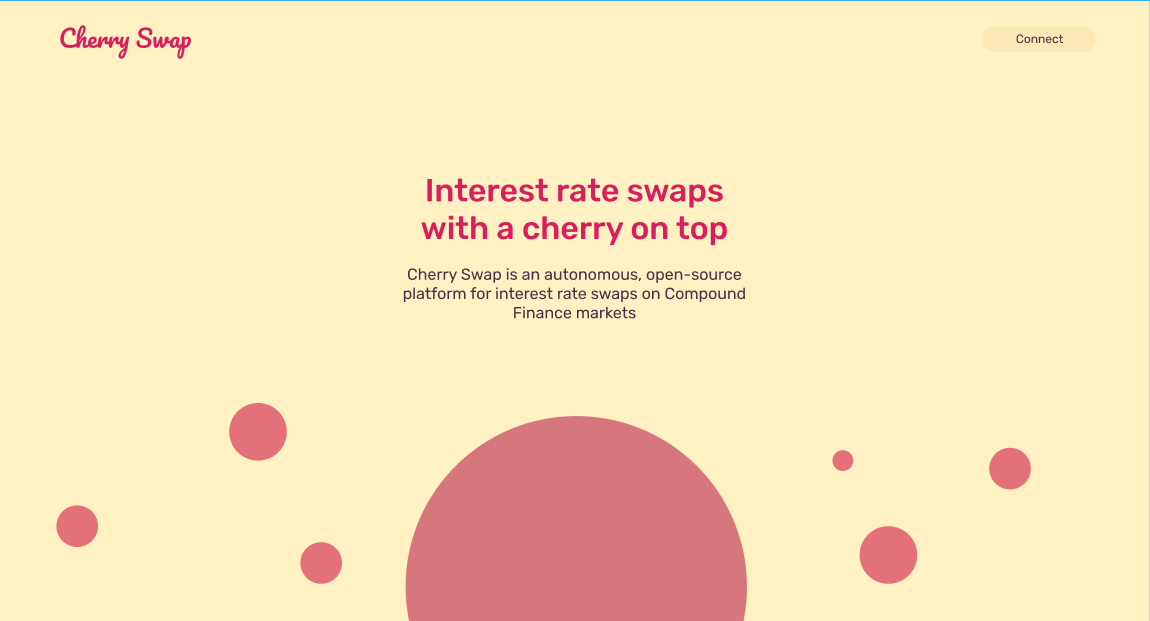 Cherry Swap
Connect
Interest rate swaps
with a cherry on top
Cherry Swap is an autonomous, open-source
platform for interest rate swaps on Compound
Finance markets